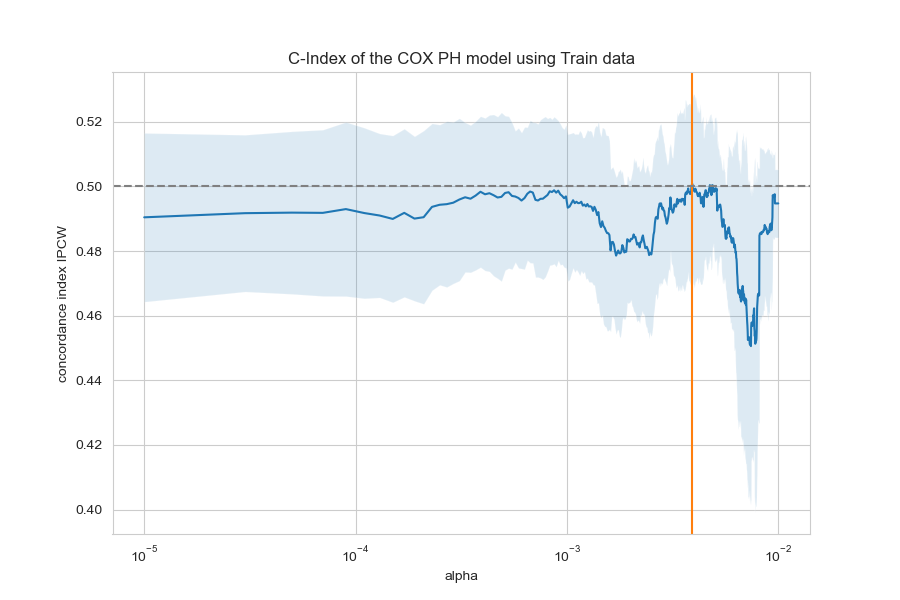 C-Index of the COX PH model using Train data
concordance index IPCW
0.52
0.50
0.48
0.46
0.44
0.42
0.40
10⁻⁵ 10⁻⁴ 10⁻³ 10⁻²
alpha